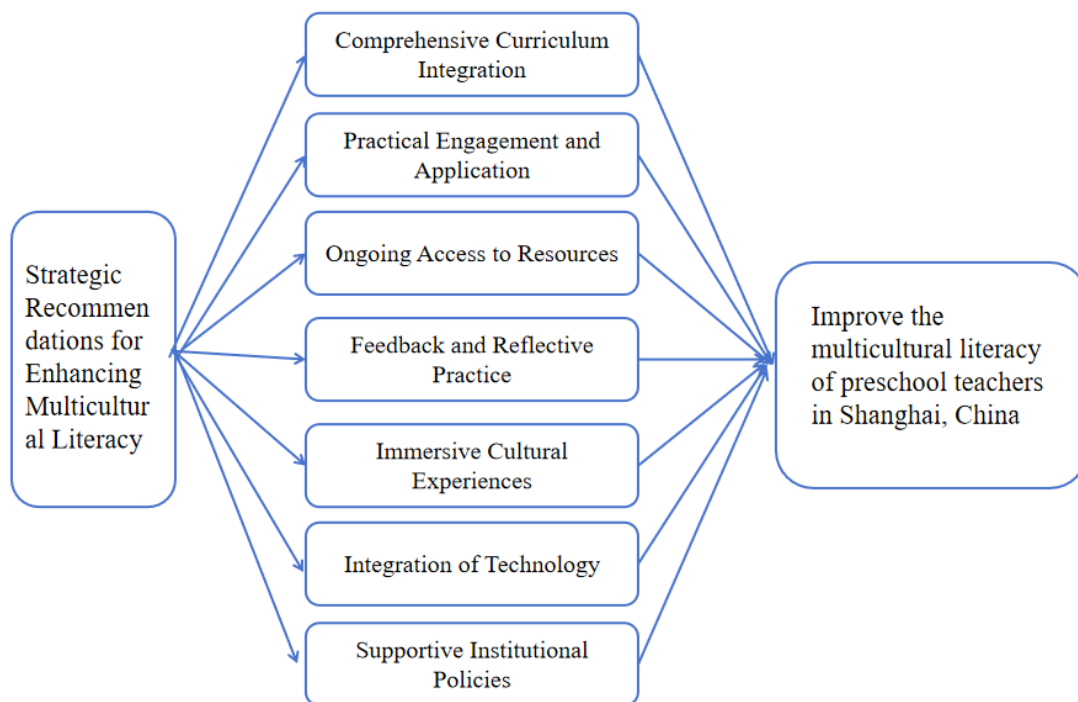 Strategic
Recommen
dations for
Enhancing
Multicultur
al Literacy
Comprehensive Curriculum
Integration
Practical Engagement and
Application
Ongoing Access to Resources
Feedback and Reflective
Practice
Immersive Cultural
Experiences
Integration of Technology
Supportive Institutional
Policies
Improve the
multicultural literacy
of preschool teachers
in Shanghai, China